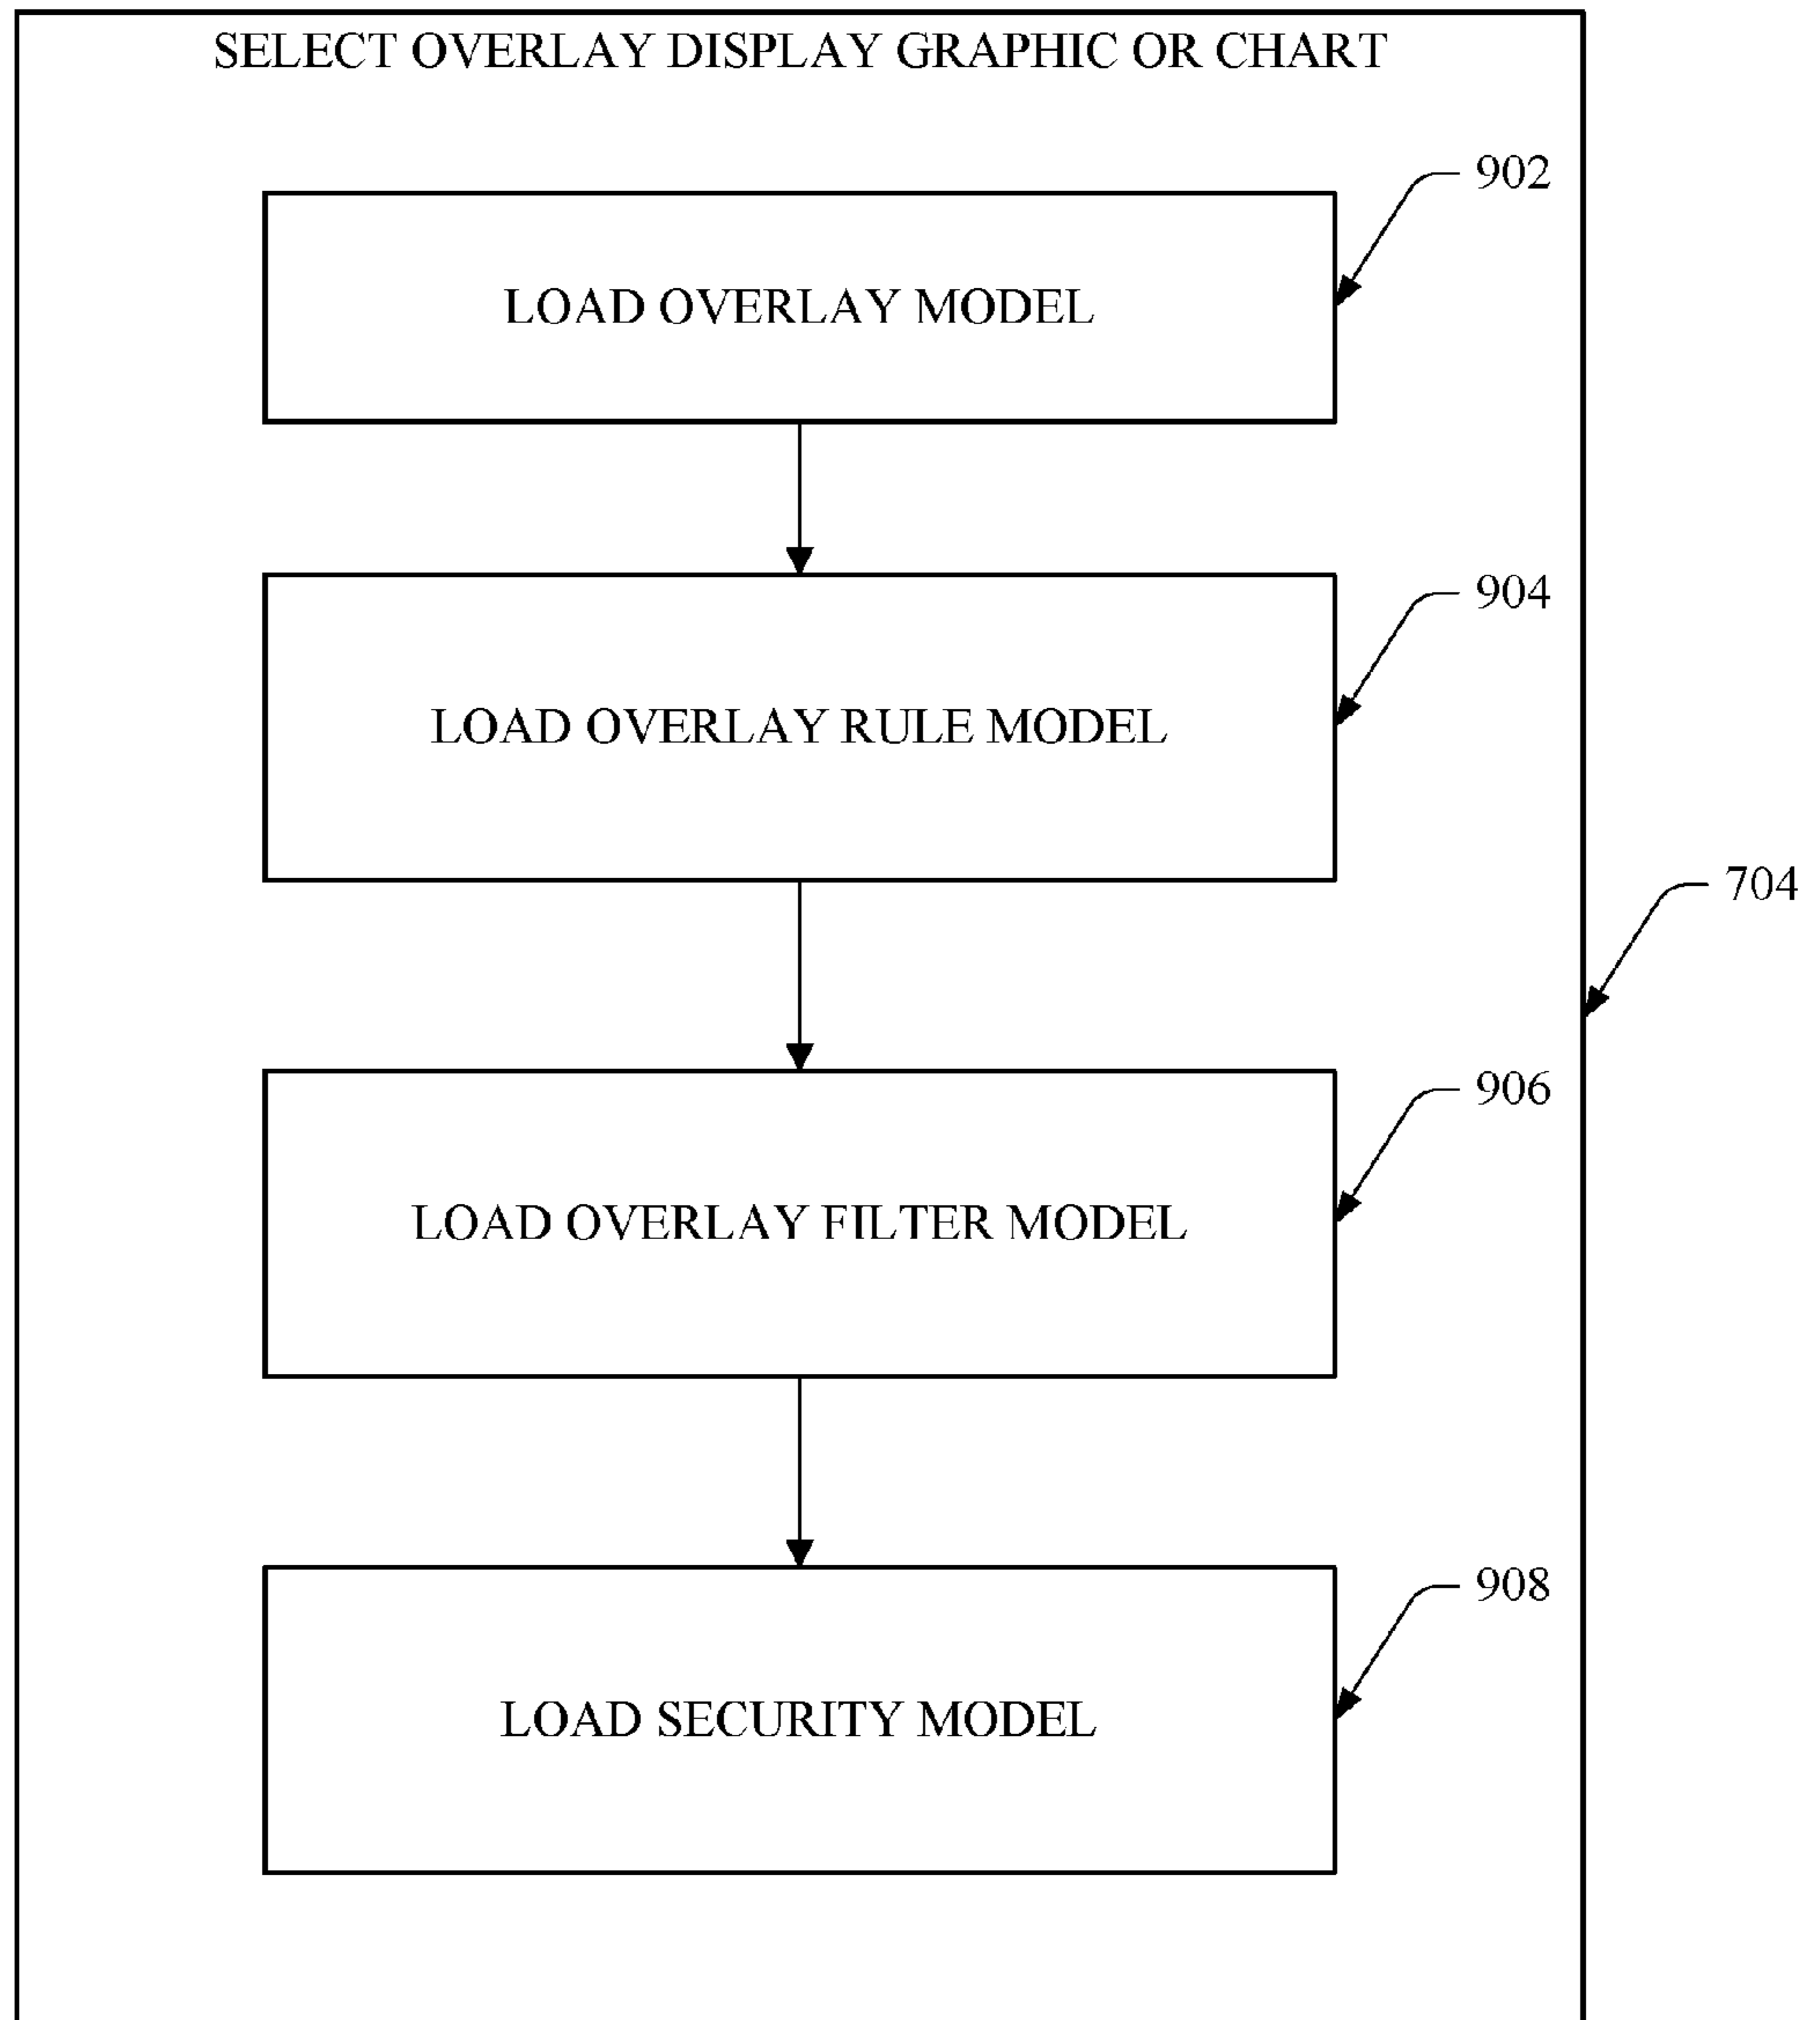 SELECT OVERLAY DISPLAY GRAPHIC OR CHART
902
LOAD OVERLAY MODEL
904
LOAD OVERLAY RULE MODEL
704
906
LOAD OVERLAY FILTER MODEL
908
LOAD SECURITY MODEL